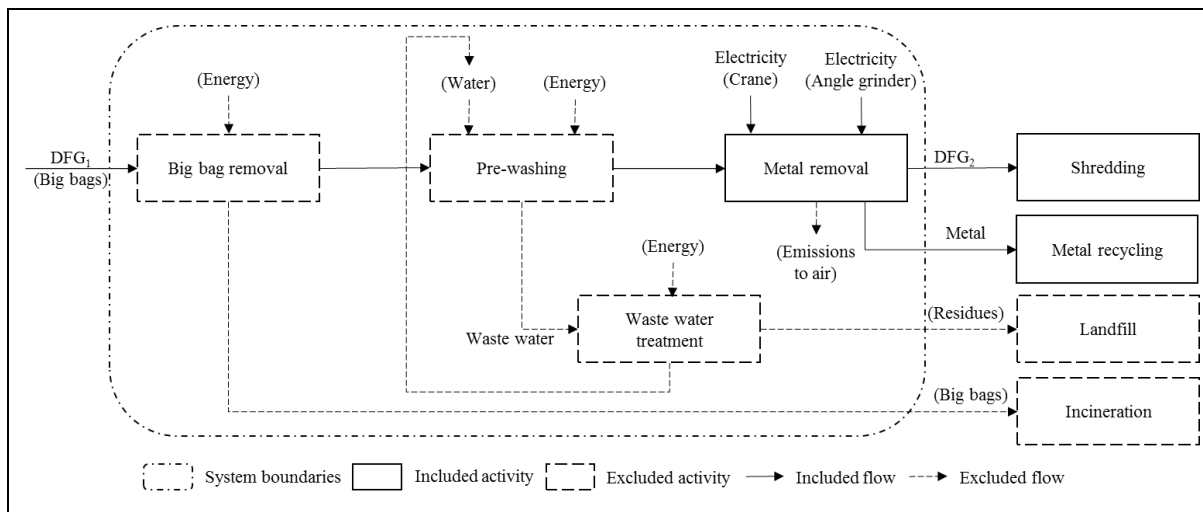 (Energy)
(Water)
(Energy)
Electricity
(Crane)
Electricity
(Angle grinder)
DFG₁
(Big bags)
Big bag removal
Pre-washing
Metal removal
DFG₂
Shredding
(Emissions
to air)
Metal
Metal recycling
(Energy)
Waste water
Waste water
treatment
(Residues)
Landfill
(Big bags)
Incineration
System boundaries
Included activity
Excluded activity
Included flow
Excluded flow